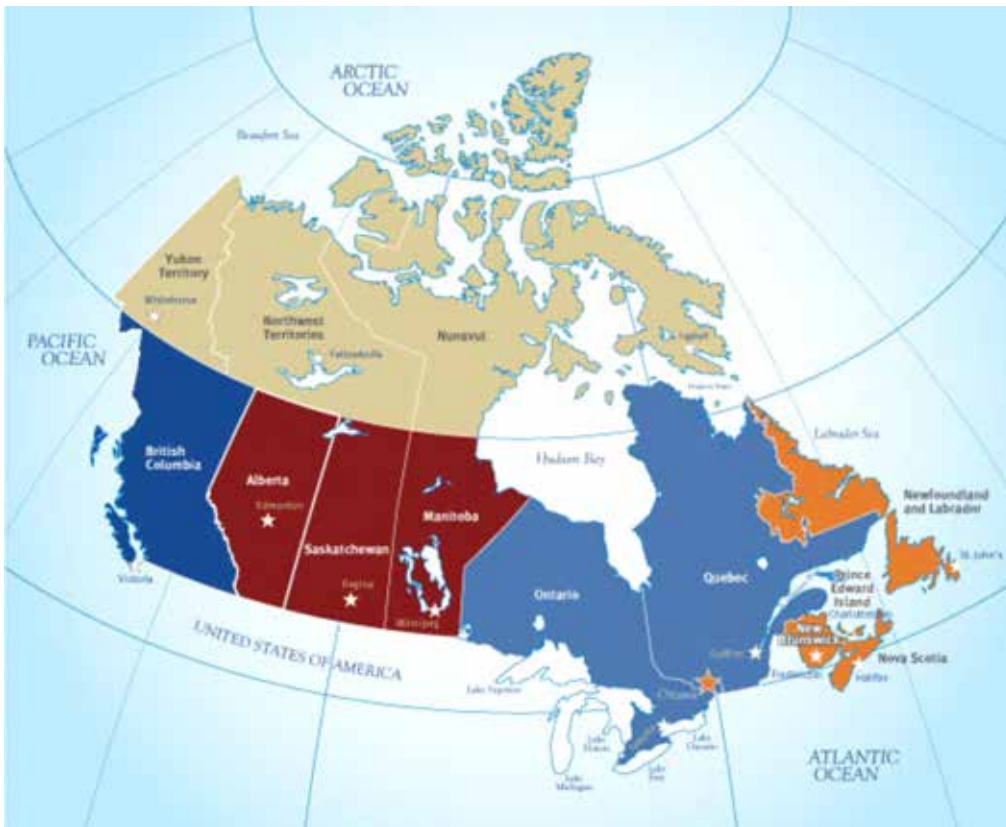 ARCTIC
OCEAN
Beaufort Sea
Yukon
Territory
Whitehorse
Northwest
Territories
Yellowknife
Nunavut
Iqaluit
PACIFIC
OCEAN
British
Columbia
Victoria
Alberta
Edmonton
Saskatchewan
Regina
Manitoba
Winnipeg
Hudson Bay
Labrador Sea
Newfoundland
and Labrador
St. John's
Ontario
Quebec
Prince
Edward
Island
Charlottetown
New
Brunswick
Fredericton
Nova Scotia
Halifax
Ottawa
UNITED STATES OF AMERICA
Lake Superior
Lake
Huron
Lake
Michigan
Lake
Ontario
Lake
ATLANTIC
OCEAN